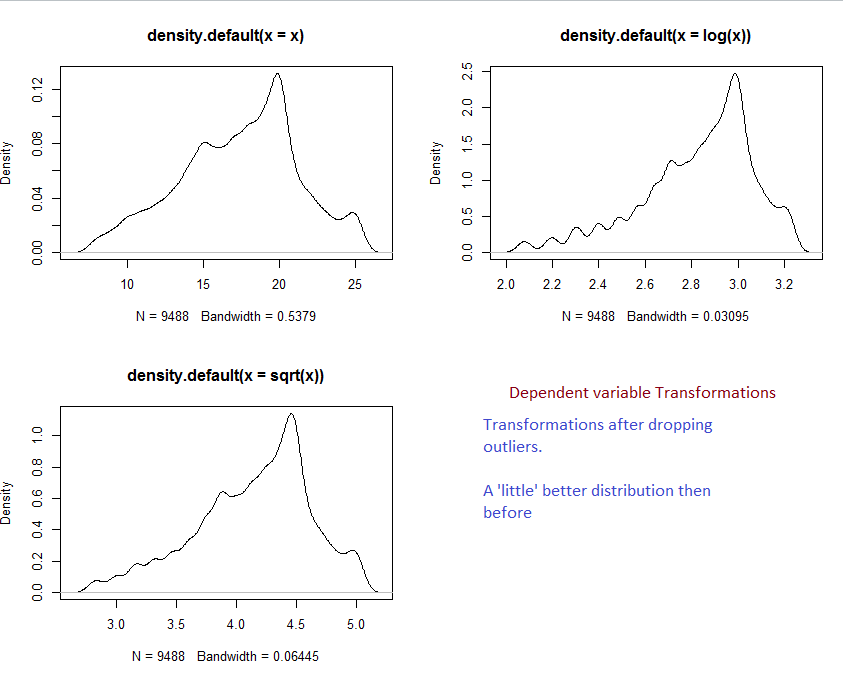 density.default(x = x)
Density
0.00 0.04 0.08 0.12
10 15 20 25
N = 9488 Bandwidth = 0.5379
density.default(x = log(x))
Density
0.0 0.5 1.0 1.5 2.0 2.5
2.0 2.2 2.4 2.6 2.8 3.0 3.2
N = 9488 Bandwidth = 0.03095
density.default(x = sqrt(x))
Density
0.0 0.2 0.4 0.6 0.8 1.0
3.0 3.5 4.0 4.5 5.0
N = 9488 Bandwidth = 0.06445
Dependent variable Transformations
Transformations after dropping
outliers.
A 'little' better distribution then
before